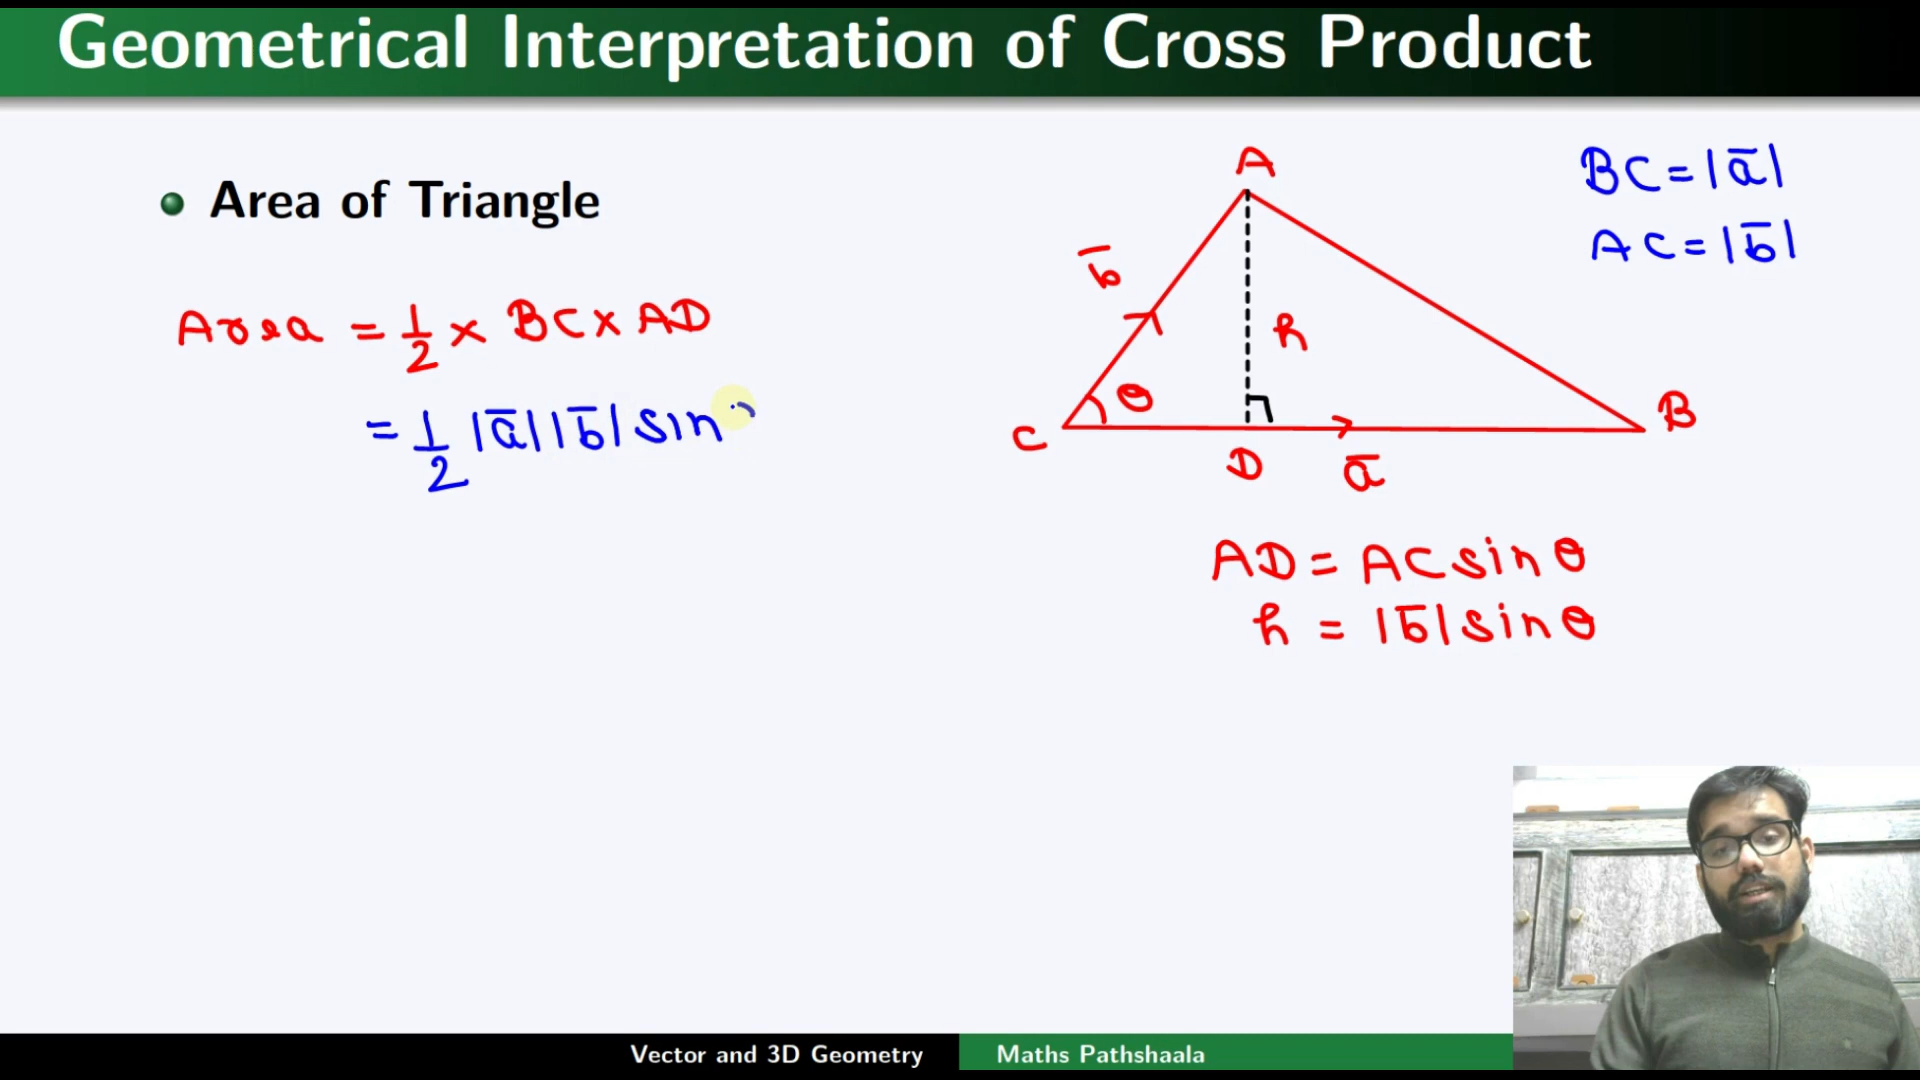 Geometrical Interpretation of Cross Product
Area of Triangle
Area = 1/2 × BC × AD
= 1/2 |a̅| |b̅| sin
A
b̅
h
θ
C
D
a̅
B
BC = |a̅|
AC = |b̅|
AD = AC sin θ
h = |b̅| sin θ
Vector and 3D Geometry
Maths Pathshaala